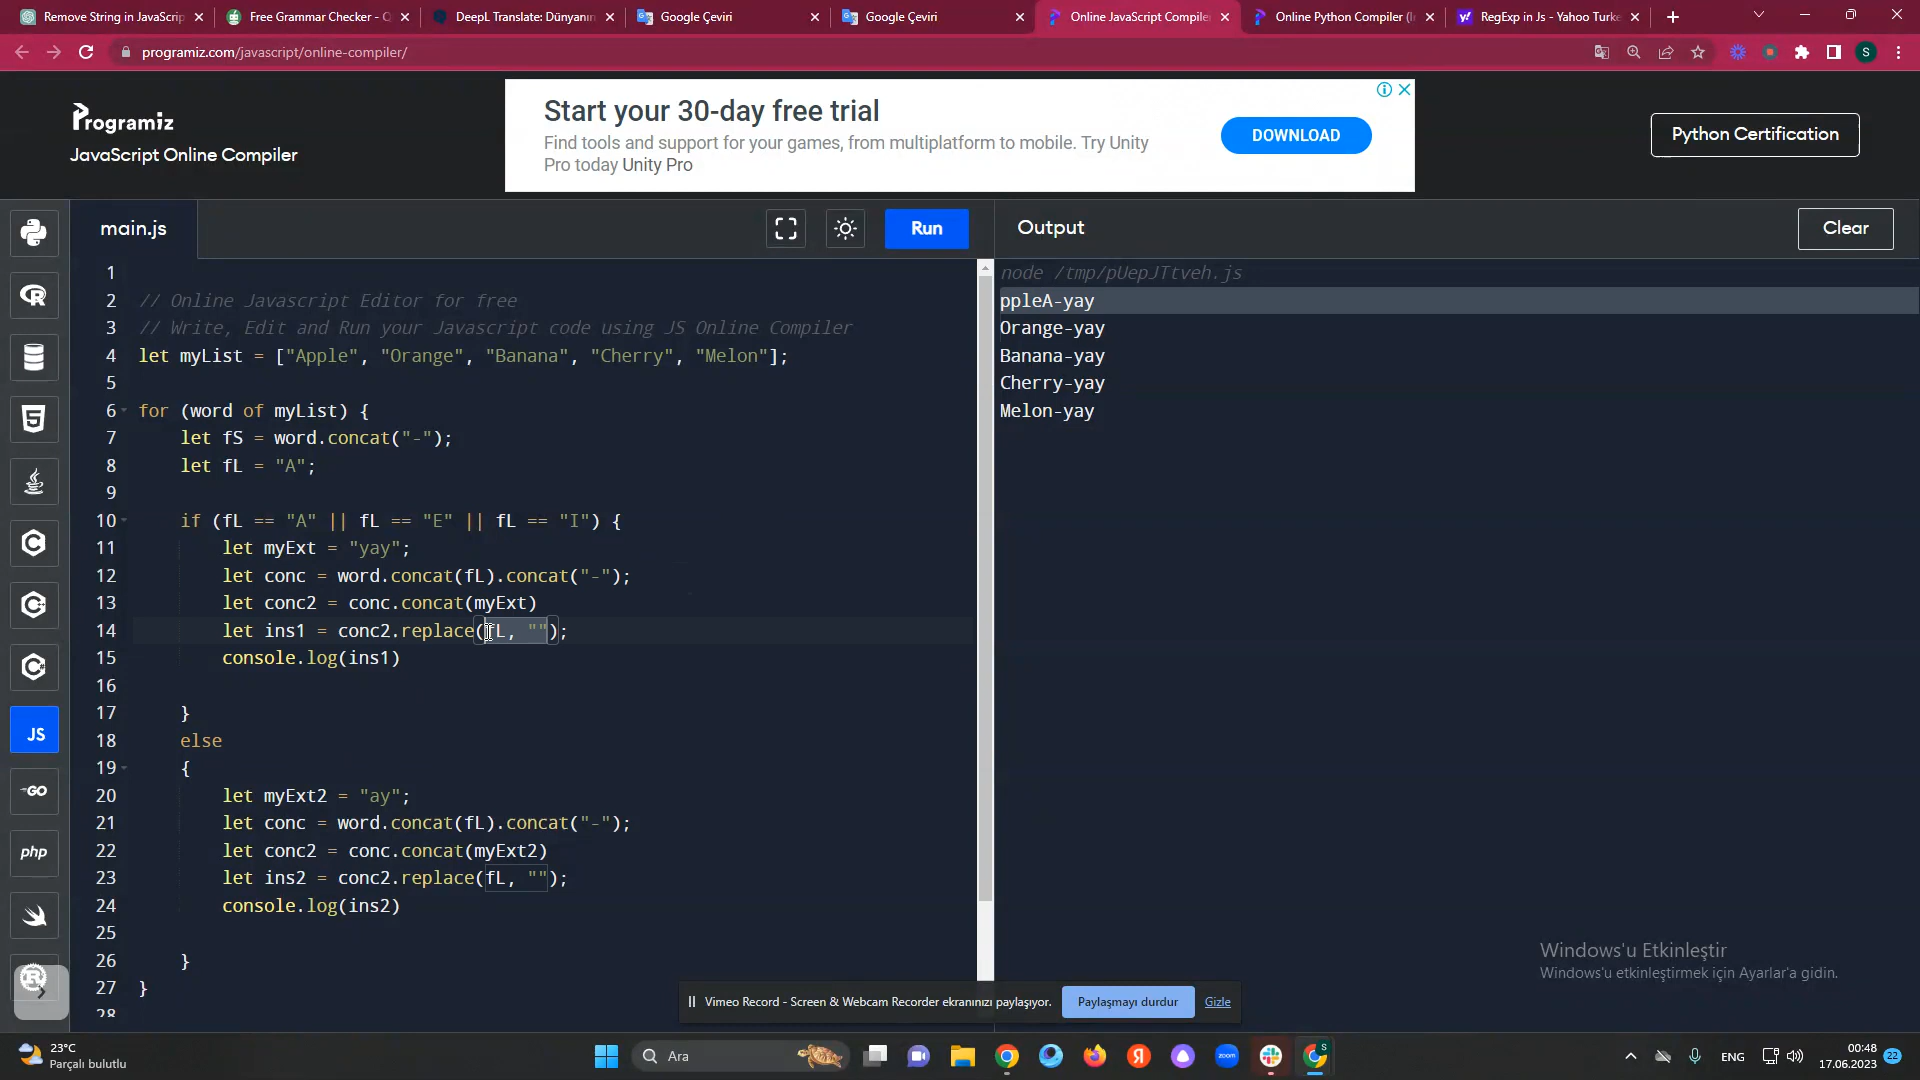 Remove String in JavaScrip
Free Grammar Checker - Q
DeepL Translate: Dünyanın
Google Çeviri
Google Çeviri
Online JavaScript Compiler
Online Python Compiler (I
RegExp in Js - Yahoo Turke
programiz.com/javascript/online-compiler/
S
Programiz
JavaScript Online Compiler
Start your 30-day free trial
Find tools and support for your games, from multiplatform to mobile. Try Unity
Pro today Unity Pro
DOWNLOAD
Python Certification
main.js
Run
Output
Clear
1
2 // Online Javascript Editor for free
3 // Write, Edit and Run your Javascript code using JS Online Compiler
4 let myList = ["Apple", "Orange", "Banana", "Cherry", "Melon"];
5
6 for (word of myList) {
7 let fS = word.concat("-");
8 let fL = "A";
9
10 if (fL == "A" || fL == "E" || fL == "I") {
11 let myExt = "yay";
12 let conc = word.concat(fL).concat("-");
13 let conc2 = conc.concat(myExt)
14 let ins1 = conc2.replace(fL, "");
15 console.log(ins1)
16
17 }
18 else
19 {
20 let myExt2 = "ay";
21 let conc = word.concat(fL).concat("-");
22 let conc2 = conc.concat(myExt2)
23 let ins2 = conc2.replace(fL, "");
24 console.log(ins2)
25
26 }
27 }
28
node /tmp/pUepJTtveh.js
ppleA-yay
Orange-yay
Banana-yay
Cherry-yay
Melon-yay
JS
GO
php
Windows'u Etkinleştir
Windows'u etkinleştirmek için Ayarlar'a gidin.
Vimeo Record - Screen & Webcam Recorder ekranınızı paylaşıyor.
Paylaşmayı durdur
Gizle
23°C
Parçalı bulutlu
Ara
zoom
ENG
00:48
17.06.2023
22